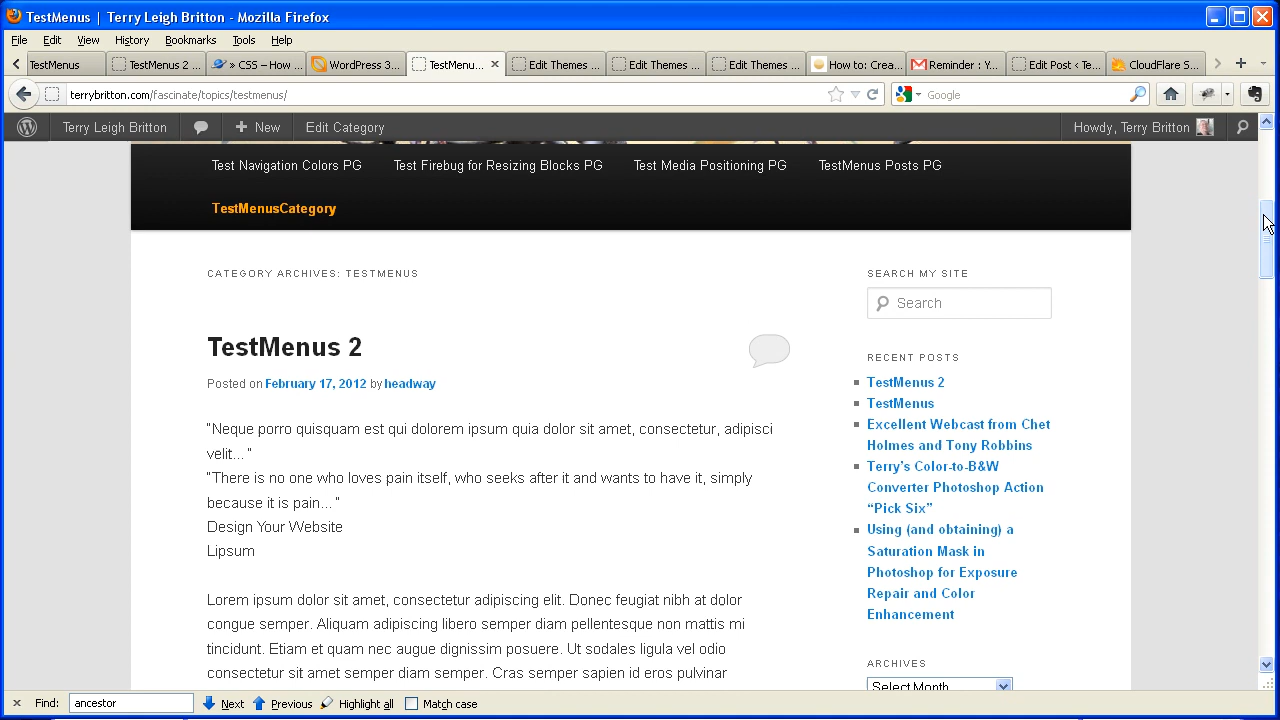 TestMenus | Terry Leigh Britton - Mozilla Firefox
File Edit View History Bookmarks Tools Help
TestMenus TestMenus 2 ... » CSS – How ... WordPress 3... TestMenu... Edit Themes ... Edit Themes ... Edit Themes ... How to: Crea... Reminder : Y... Edit Post ‹ Te... CloudFlare S...
terrybritton.com/fascinate/topics/testmenus/ Google
Terry Leigh Britton New Edit Category Howdy, Terry Britton
Test Navigation Colors PG Test Firebug for Resizing Blocks PG Test Media Positioning PG TestMenus Posts PG
TestMenusCategory
CATEGORY ARCHIVES: TESTMENUS
TestMenus 2
Posted on February 17, 2012 by headway
"Neque porro quisquam est qui dolorem ipsum quia dolor sit amet, consectetur, adipisci
velit..."
"There is no one who loves pain itself, who seeks after it and wants to have it, simply
because it is pain..."
Design Your Website
Lipsum
Lorem ipsum dolor sit amet, consectetur adipiscing elit. Donec feugiat nibh at dolor
congue semper. Aliquam adipiscing libero semper diam pellentesque non mattis mi
tincidunt. Etiam et quam nec augue dignissim posuere. Ut sodales ligula vel odio
consectetur sit amet semper diam semper. Cras semper sapien id eros pulvinar
SEARCH MY SITE
Search
RECENT POSTS
TestMenus 2
TestMenus
Excellent Webcast from Chet
Holmes and Tony Robbins
Terry's Color-to-B&W
Converter Photoshop Action
“Pick Six”
Using (and obtaining) a
Saturation Mask in
Photoshop for Exposure
Repair and Color
Enhancement
ARCHIVES
Select Month
Find: ancestor Next Previous Highlight all Match case